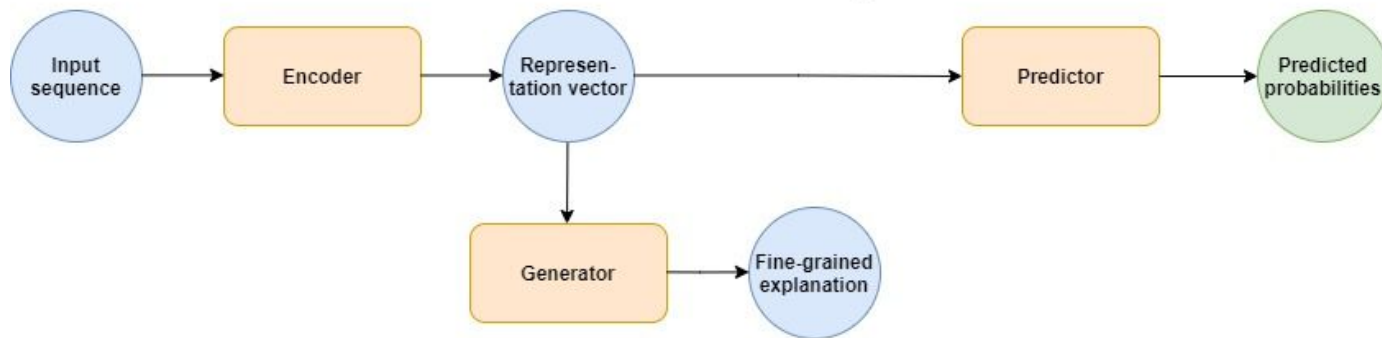 Input
sequence
Encoder
Represen-
tation vector
Predictor
Predicted
probabilities
Generator
Fine-grained
explanation